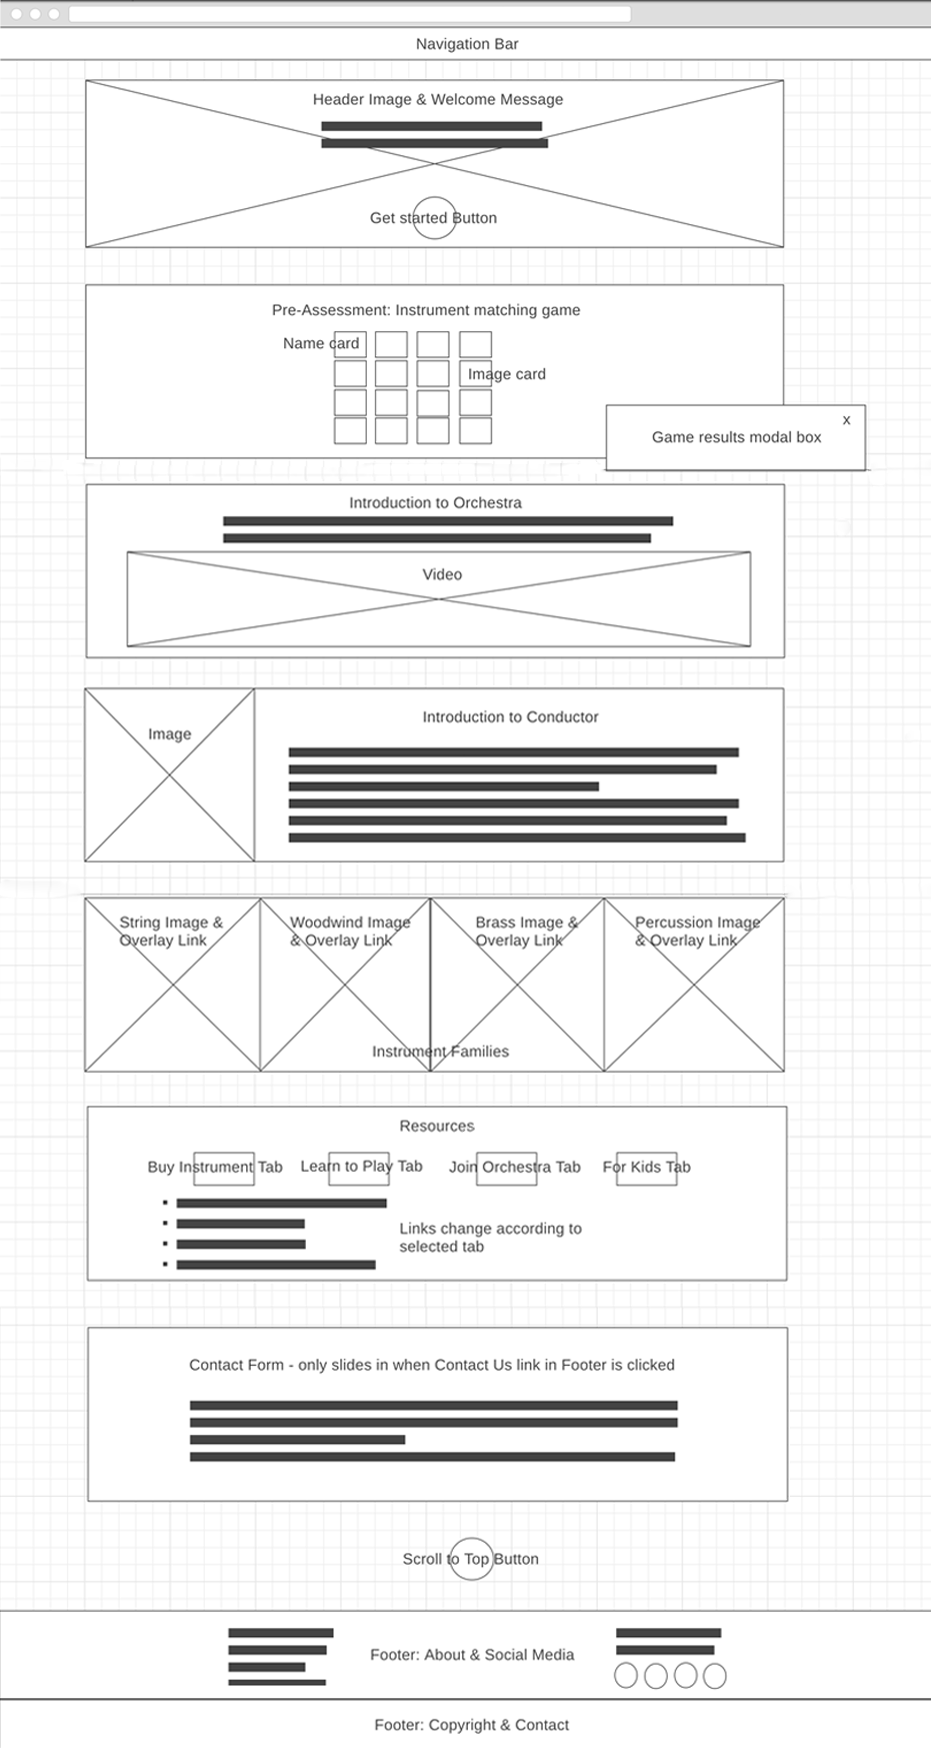 Navigation Bar
Header Image & Welcome Message
Get started Button
Pre-Assessment: Instrument matching game
Name card
Image card
x
Game results modal box
Introduction to Orchestra
Video
Image
Introduction to Conductor
String Image &
Overlay Link
Woodwind Image
& Overlay Link
Brass Image &
Overlay Link
Percussion Image
& Overlay Link
Instrument Families
Resources
Buy Instrument Tab
Learn to Play Tab
Join Orchestra Tab
For Kids Tab
Links change according to
selected tab
Contact Form - only slides in when Contact Us link in Footer is clicked
Scroll to Top Button
Footer: About & Social Media
Footer: Copyright & Contact